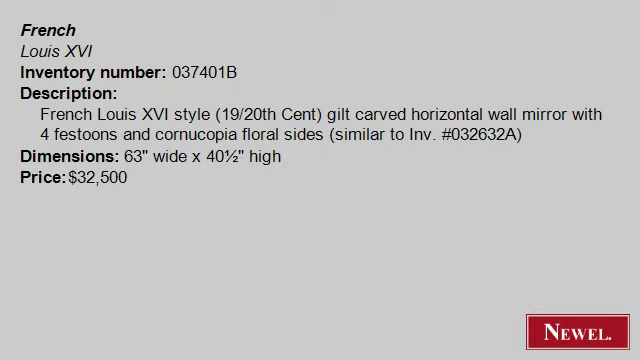 French
Louis XVI
Inventory number: 037401B
Description:
French Louis XVI style (19/20th Cent) gilt carved horizontal wall mirror with
4 festoons and cornucopia floral sides (similar to Inv. #032632A)
Dimensions: 63" wide x 40½" high
Price:$32,500
NEWEL.